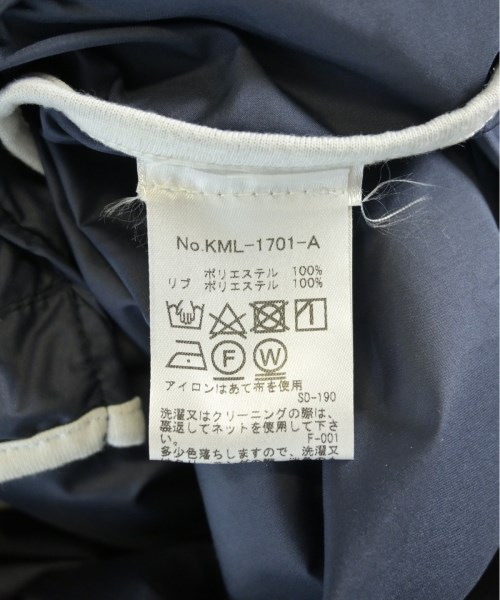 No.KML-1701-A
ポリエステル 100%
リブ ポリエステル 100%
F W
アイロンはあて布を使用
SD-190
洗濯又はクリーニングの際は、
裏返してネットを使用して下さ
い。 F-001
多少色落ちしますので、洗濯又